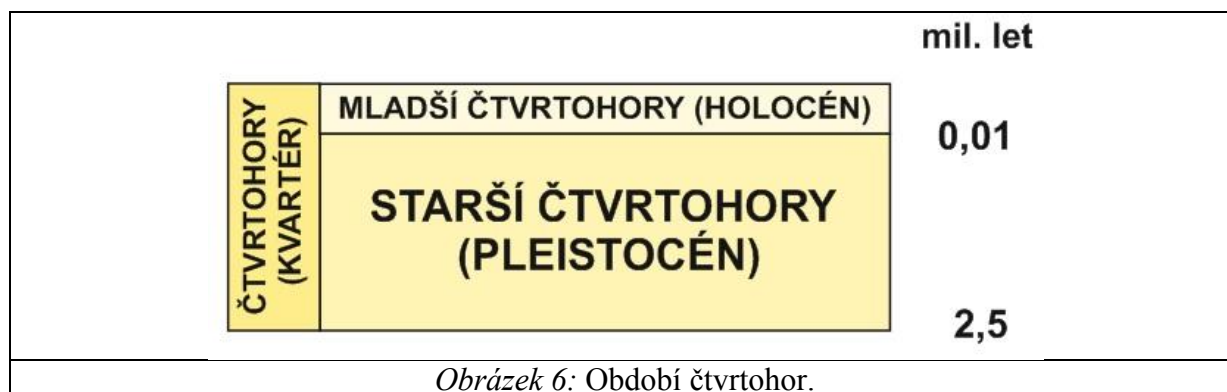 mil. let
ČTVRTOHORY
(KVARTÉR)
MLADŠÍ ČTVRTOHORY (HOLOCÉN)
0,01
STARŠÍ ČTVRTOHORY
(PLEISTOCÉN)
2,5
Obrázek 6: Období čtvrtohor.